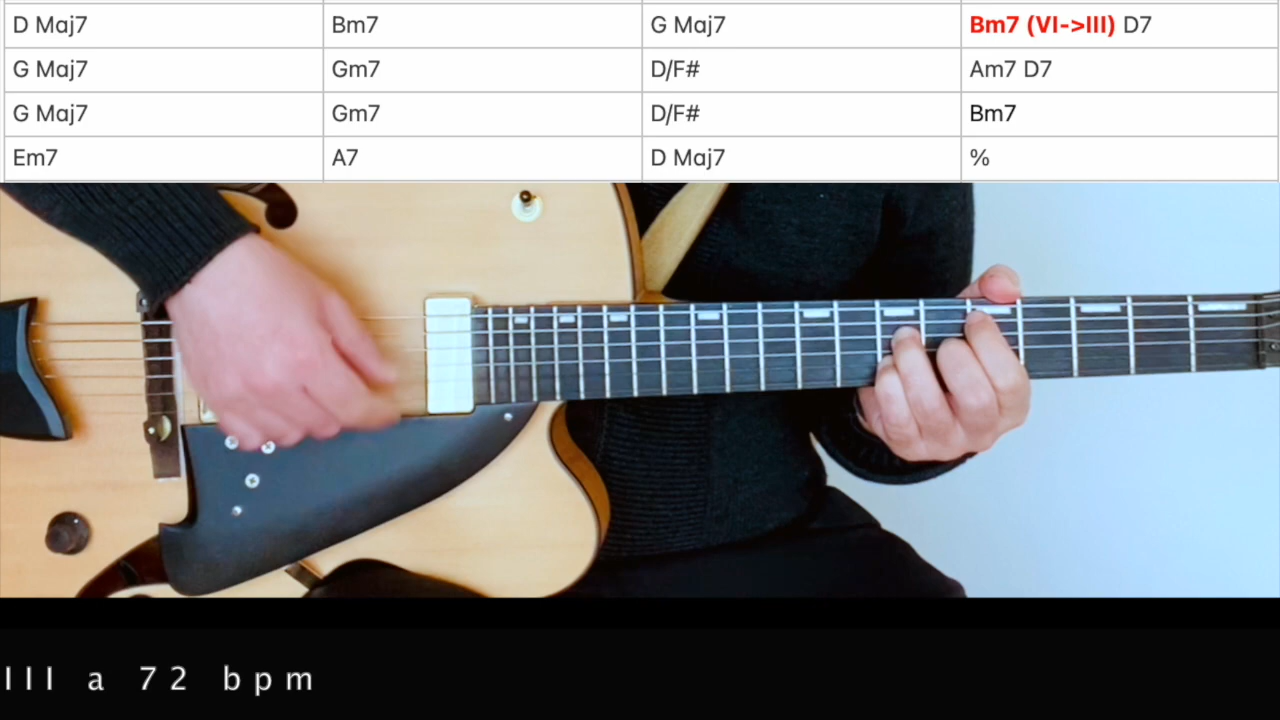 D Maj7 Bm7 G Maj7 Bm7 (VI->III) D7
G Maj7 Gm7 D/F# Am7 D7
G Maj7 Gm7 D/F# Bm7
Em7 A7 D Maj7 %
III a 72 bpm